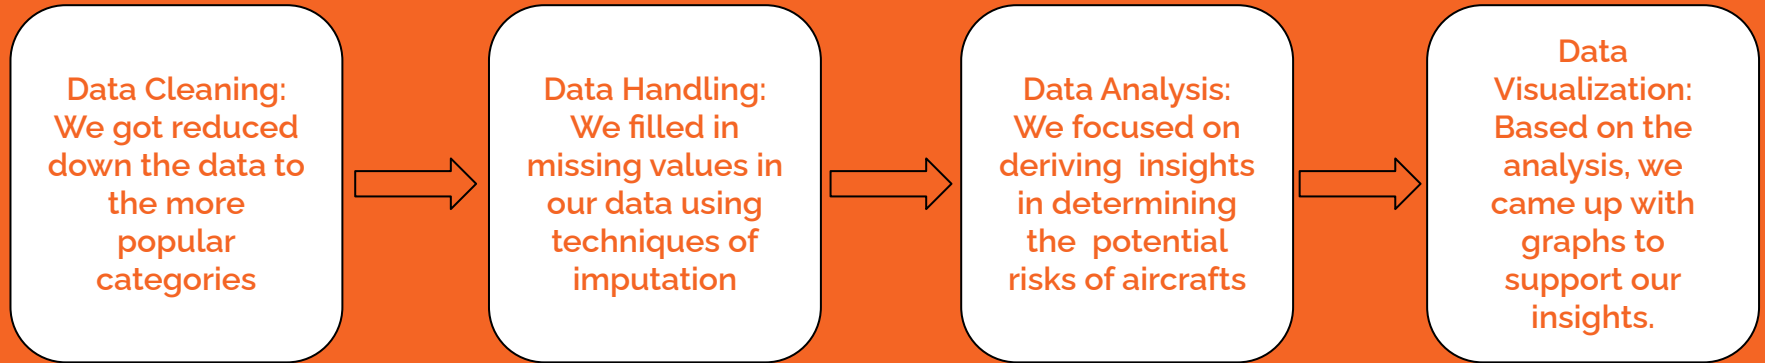 Data Cleaning:
We got reduced
down the data to
the more
popular
categories
Data Handling:
We filled in
missing values in
our data using
techniques of
imputation
Data Analysis:
We focused on
deriving  insights
in determining
the  potential
risks of aircrafts
Data
Visualization:
Based on the
analysis, we
came up with
graphs to
support our
insights.